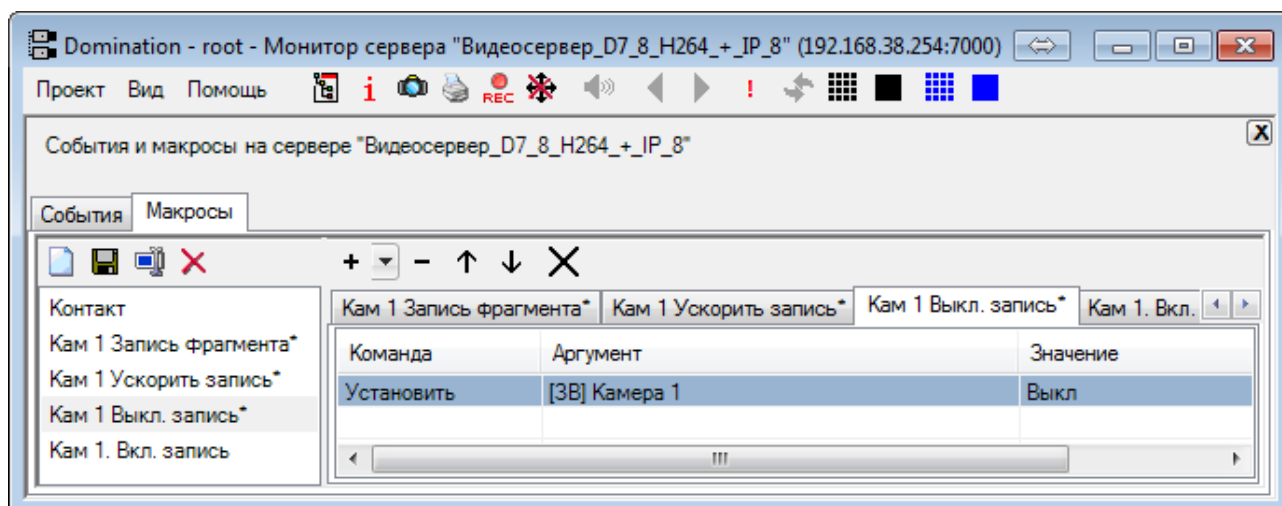 Domination - root - Монитор сервера "Видеосервер_D7_8_H264_+_IP_8" (192.168.38.254:7000)
Проект Вид Помощь REC
События и макросы на сервере "Видеосервер_D7_8_H264_+_IP_8"
События Макросы
Контакт
Кам 1 Запись фрагмента*
Кам 1 Ускорить запись*
Кам 1 Выкл. запись*
Кам 1. Вкл. запись
Кам 1 Запись фрагмента* Кам 1 Ускорить запись* Кам 1 Выкл. запись* Кам 1. Вкл.
Команда Аргумент Значение
Установить [ЗВ] Камера 1 Выкл